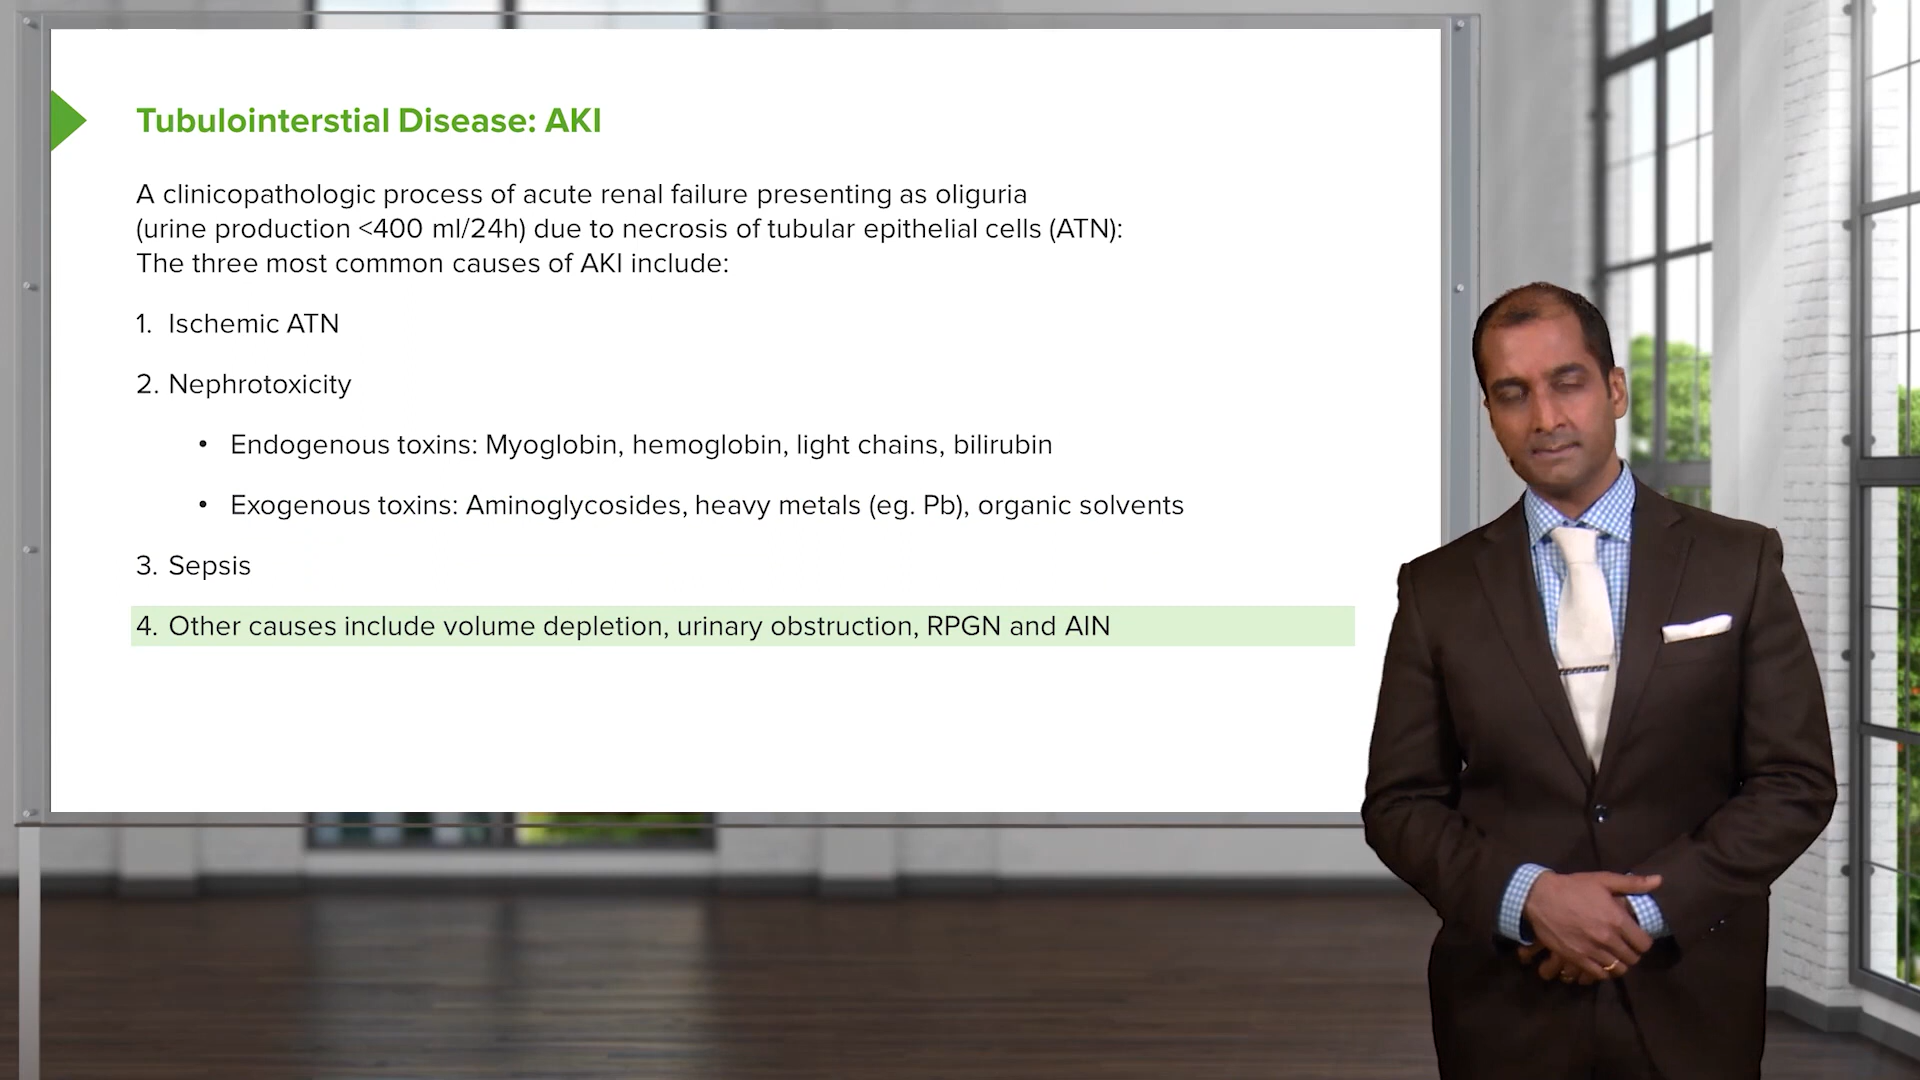 Tubulointerstial Disease: AKI
A clinicopathologic process of acute renal failure presenting as oliguria
(urine production <400 ml/24h) due to necrosis of tubular epithelial cells (ATN):
The three most common causes of AKI include:
1. Ischemic ATN
2. Nephrotoxicity
• Endogenous toxins: Myoglobin, hemoglobin, light chains, bilirubin
• Exogenous toxins: Aminoglycosides, heavy metals (eg. Pb), organic solvents
3. Sepsis
4. Other causes include volume depletion, urinary obstruction, RPGN and AIN